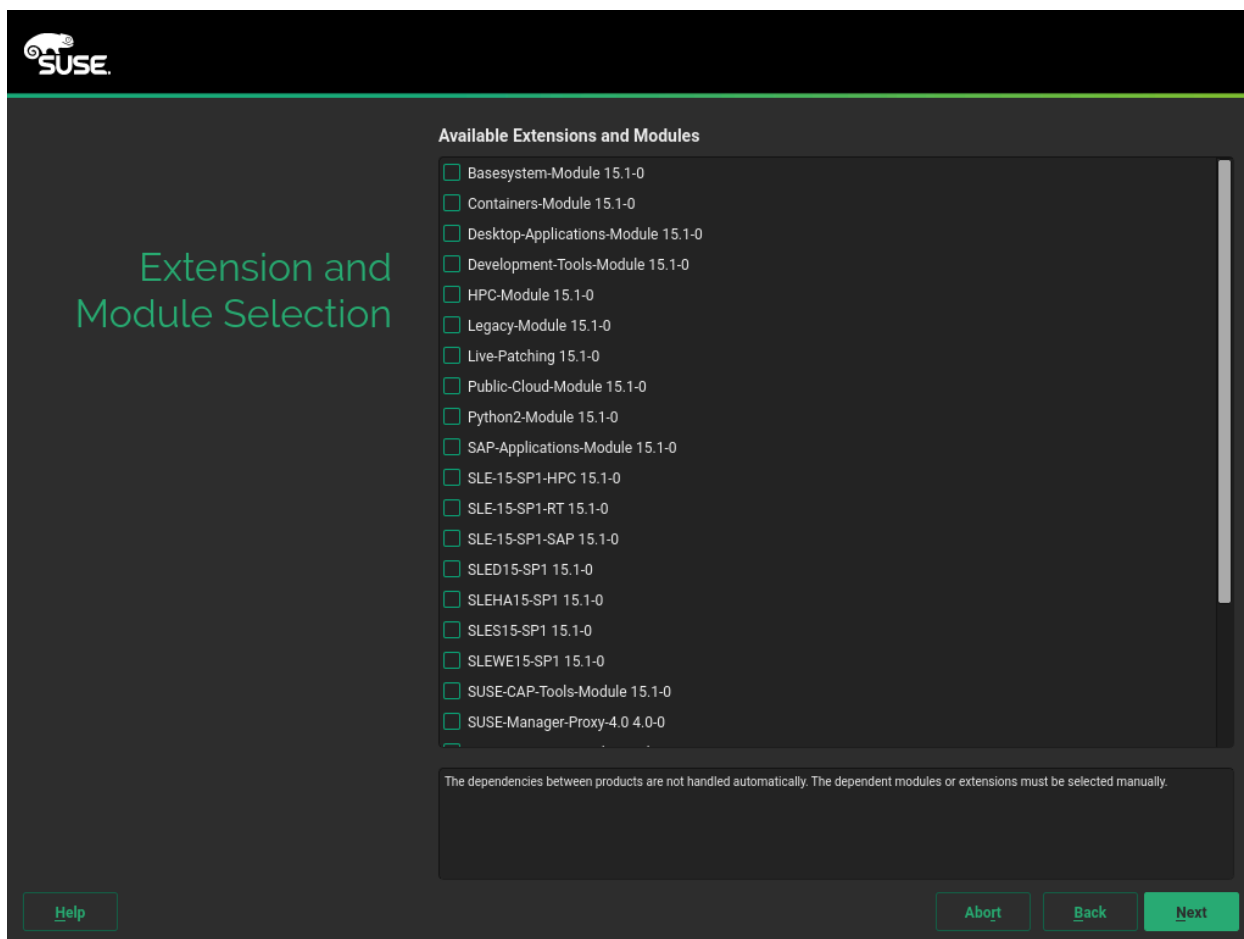 SUSE.
Extension and
Module Selection
Available Extensions and Modules
Basesystem-Module 15.1-0
Containers-Module 15.1-0
Desktop-Applications-Module 15.1-0
Development-Tools-Module 15.1-0
HPC-Module 15.1-0
Legacy-Module 15.1-0
Live-Patching 15.1-0
Public-Cloud-Module 15.1-0
Python2-Module 15.1-0
SAP-Applications-Module 15.1-0
SLE-15-SP1-HPC 15.1-0
SLE-15-SP1-RT 15.1-0
SLE-15-SP1-SAP 15.1-0
SLED15-SP1 15.1-0
SLEHA15-SP1 15.1-0
SLES15-SP1 15.1-0
SLEWE15-SP1 15.1-0
SUSE-CAP-Tools-Module 15.1-0
SUSE-Manager-Proxy-4.0 4.0-0
The dependencies between products are not handled automatically. The dependent modules or extensions must be selected manually.
Help
Abort
Back
Next